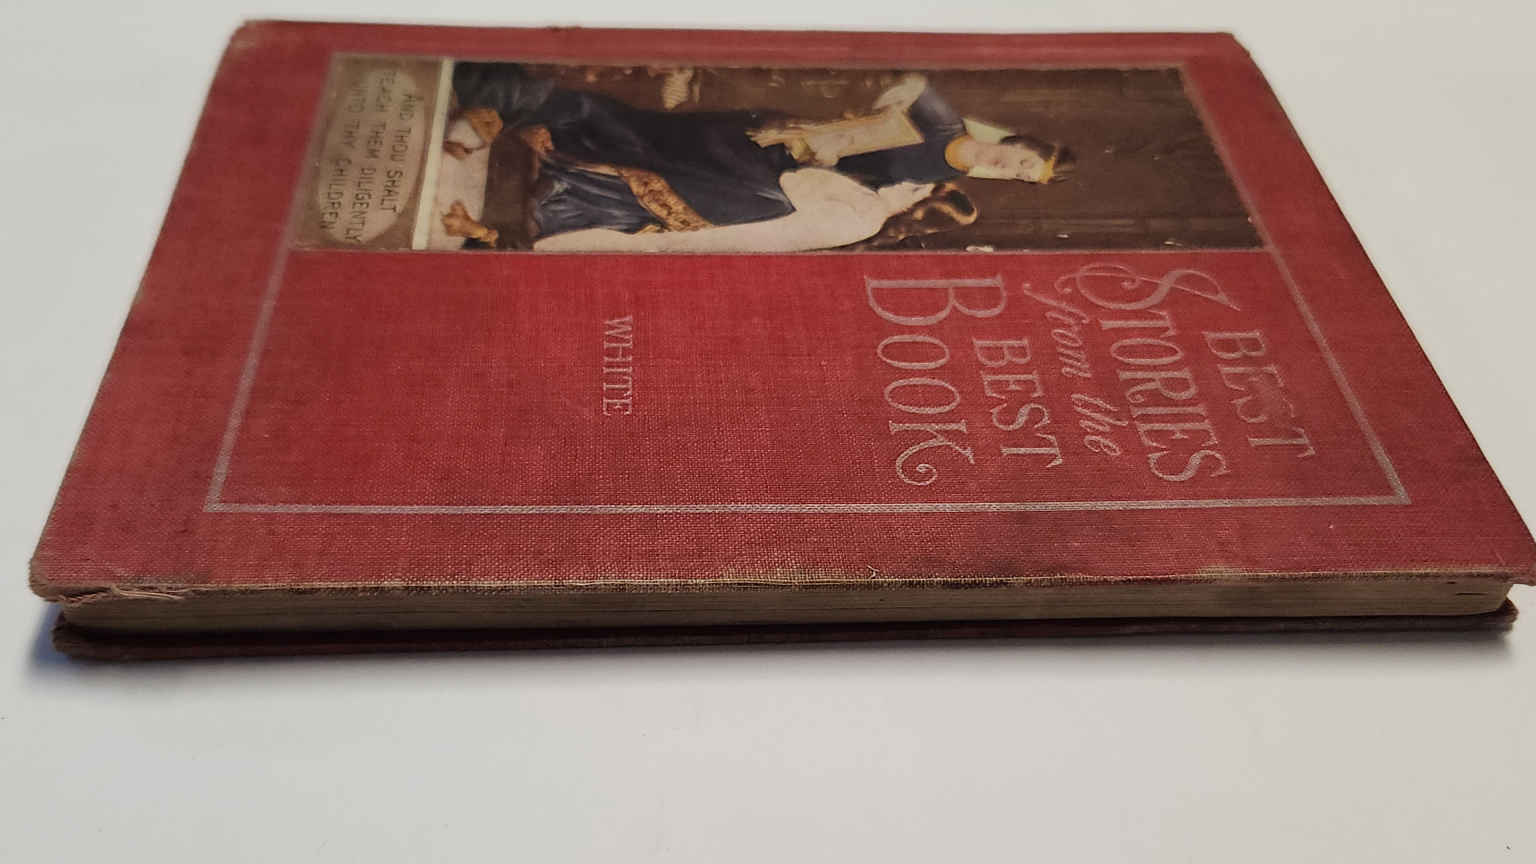 BEST
STORIES
from the
BEST
BOOK
WHITE
AND THOU SHALT
TEACH THEM DILIGENTLY
UNTO THY CHILDREN